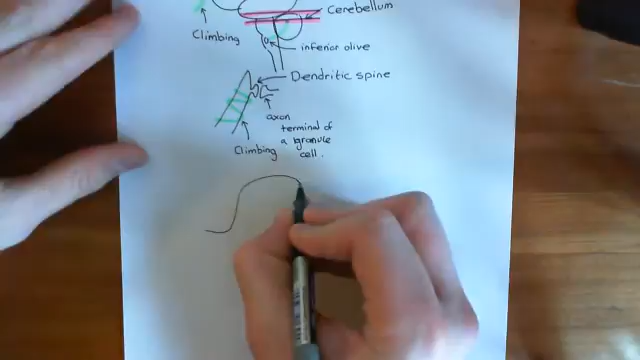 Cerebellum
Climbing
inferior olive
Dendritic spine
axon
terminal of
a granule
cell.
Climbing